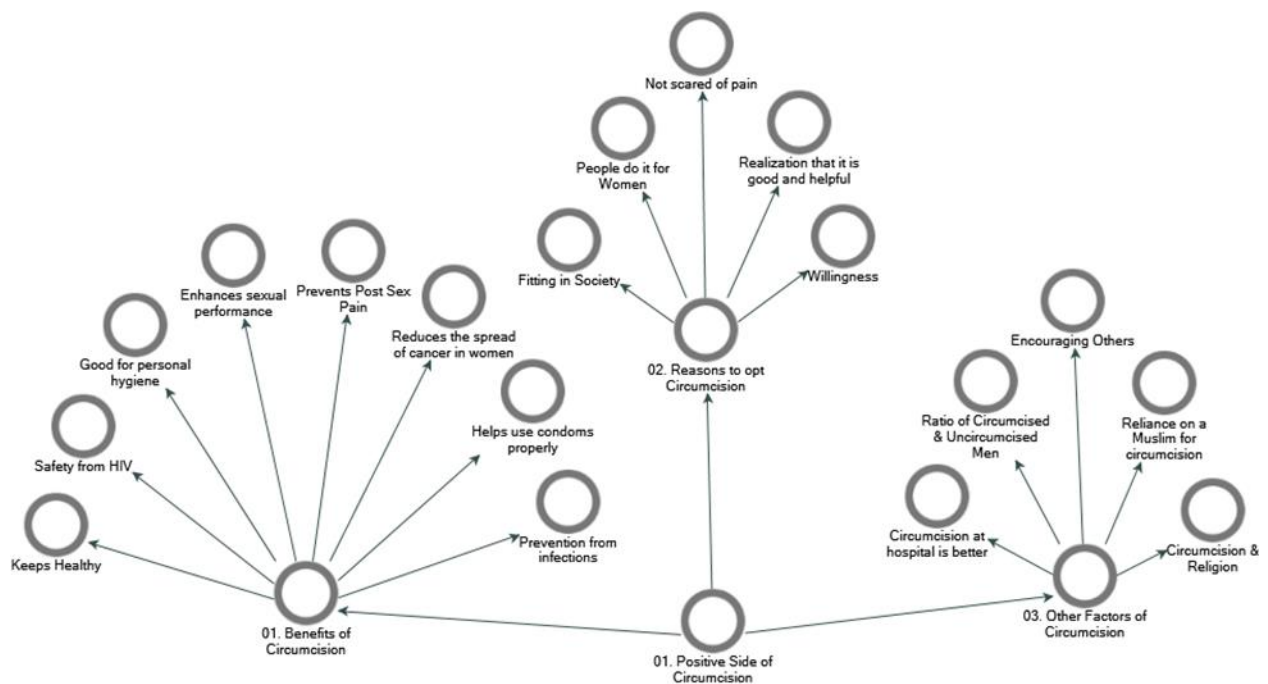 Not scared of pain
People do it for
Women
Realization that it is
good and helpful
Fitting in Society
Willingness
02. Reasons to opt
Circumcision
Enhances sexual
performance
Prevents Post Sex
Pain
Good for personal
hygiene
Reduces the spread
of cancer in women
Safety from HIV
Helps use condoms
properly
Keeps Healthy
Prevention from
infections
01. Benefits of
Circumcision
Encouraging Others
Ratio of Circumcised
& Uncircumcised
Men
Reliance on a
Muslim for
circumcision
Circumcision at
hospital is better
Circumcision &
Religion
03. Other Factors of
Circumcision
01. Positive Side of
Circumcision